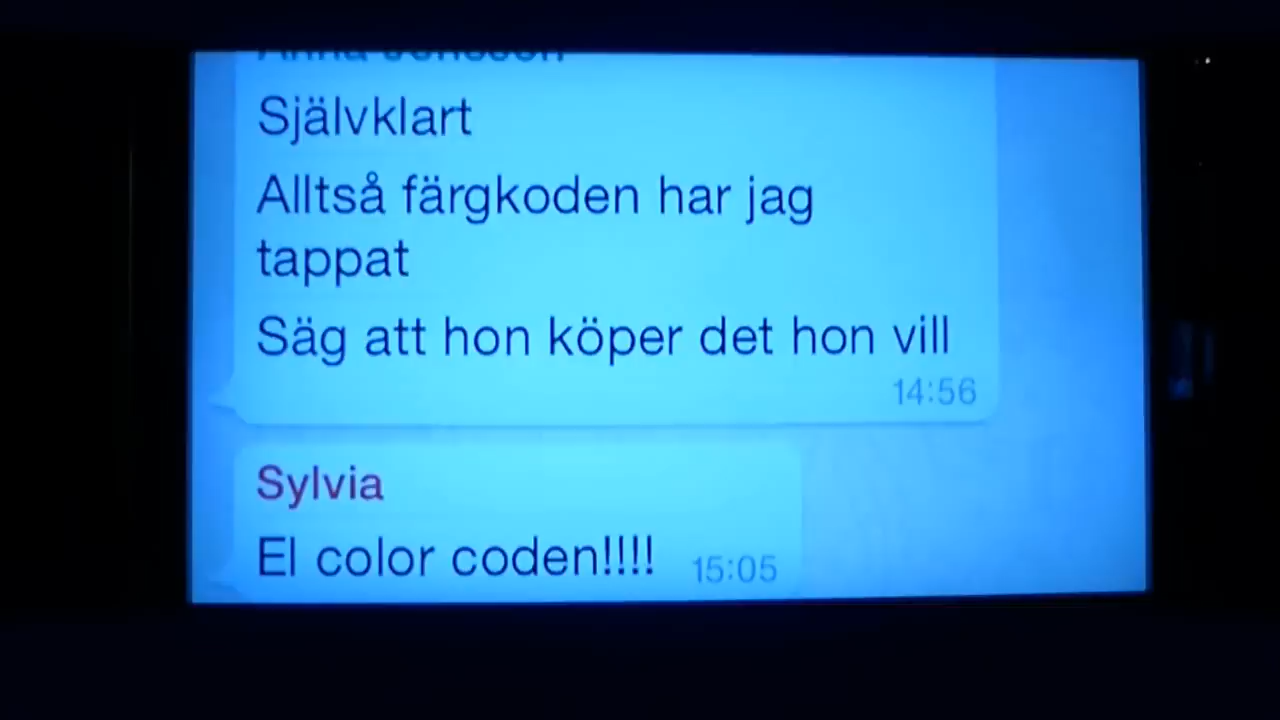 Självklart
Alltså färgkoden har jag
tappat
Säg att hon köper det hon vill
14:56
Sylvia
El color coden!!!! 15:05